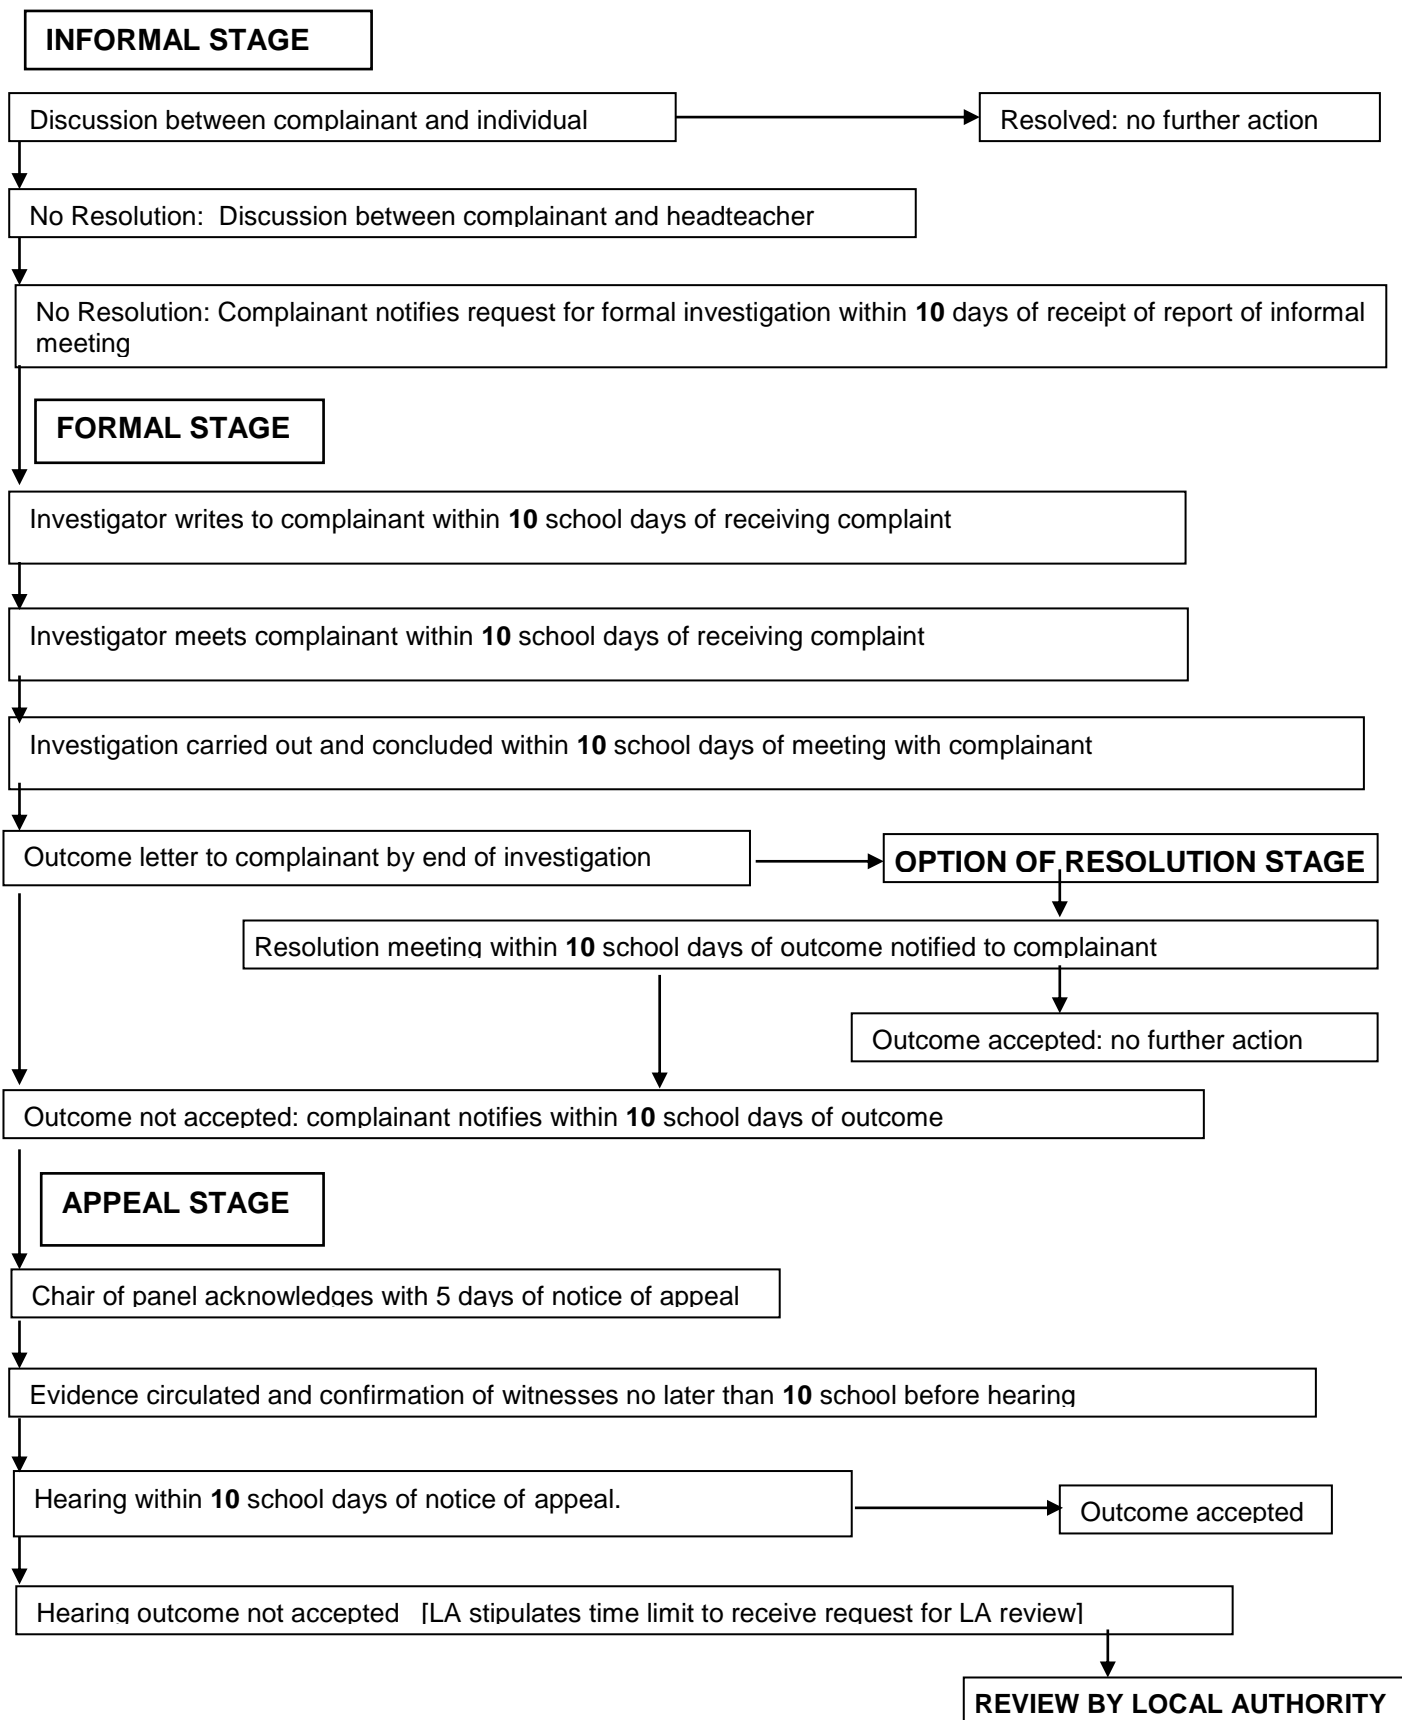 INFORMAL STAGE
Discussion between complainant and individual
Resolved: no further action
No Resolution: Discussion between complainant and headteacher
No Resolution: Complainant notifies request for formal investigation within 10 days of receipt of report of informal
meeting
FORMAL STAGE
Investigator writes to complainant within 10 school days of receiving complaint
Investigator meets complainant within 10 school days of receiving complaint
Investigation carried out and concluded within 10 school days of meeting with complainant
Outcome letter to complainant by end of investigation
OPTION OF RESOLUTION STAGE
Resolution meeting within 10 school days of outcome notified to complainant
Outcome accepted: no further action
Outcome not accepted: complainant notifies within 10 school days of outcome
APPEAL STAGE
Chair of panel acknowledges with 5 days of notice of appeal
Evidence circulated and confirmation of witnesses no later than 10 school before hearing
Hearing within 10 school days of notice of appeal.
Outcome accepted
Hearing outcome not accepted [LA stipulates time limit to receive request for LA review]
REVIEW BY LOCAL AUTHORITY